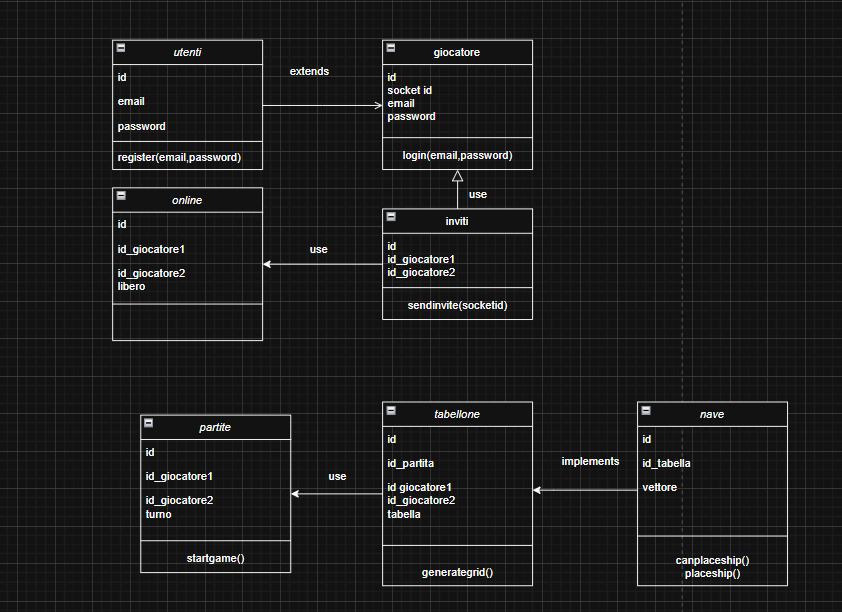 utenti
id
email
password
register(email,password)
extends
giocatore
id
socket id
email
password
login(email,password)
use
online
id
id_giocatore1
id_giocatore2
libero
use
inviti
id
id_giocatore1
id_giocatore2
sendinvite(socketid)
partite
id
id_giocatore1
id_giocatore2
turno
startgame()
use
tabellone
id
id_partita
id giocatore1
id_giocatore2
tabella
generategrid()
implements
nave
id
id_tabella
vettore
canplaceship()
placeship()